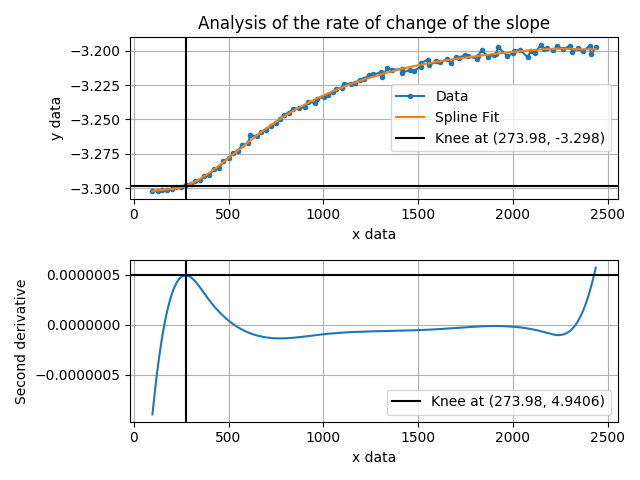 Analysis of the rate of change of the slope
−3.200
−3.225
−3.250
−3.275
−3.300
y data
Data
Spline Fit
Knee at (273.98, -3.298)
0 500 1000 1500 2000 2500
x data
0.0000005
0.0000000
−0.0000005
Second derivative
Knee at (273.98, 4.9406)
0 500 1000 1500 2000 2500
x data